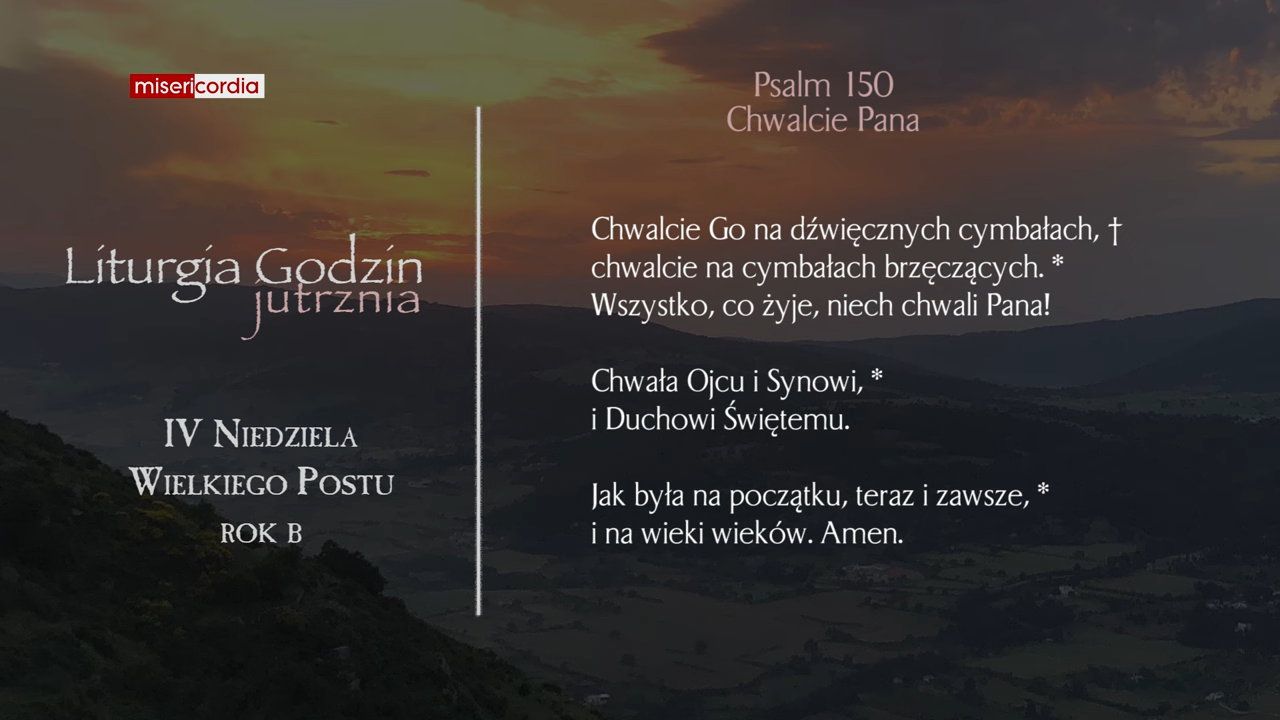 misericordia
Liturgia Godzin
jutrznia
IV Niedziela
Wielkiego Postu
rok B
Psalm 150
Chwalcie Pana
Chwalcie Go na dźwięcznych cymbałach, †
chwalcie na cymbałach brzęczących. *
Wszystko, co żyje, niech chwali Pana!
Chwała Ojcu i Synowi, *
i Duchowi Świętemu.
Jak była na początku, teraz i zawsze, *
i na wieki wieków. Amen.